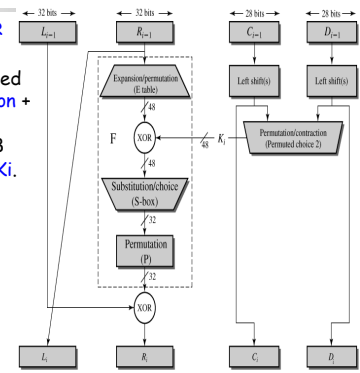 R
ed
on +
3
Ki.
32 bits
32 bits
28 bits
28 bits
Li−1
Ri−1
Ci−1
Di−1
Expansion/permutation
(E table)
Left shift(s)
Left shift(s)
48
F
XOR
48
Ki
Permutation/contraction
(Permuted choice 2)
48
Substitution/choice
(S-box)
32
Permutation
(P)
32
XOR
Li
Ri
Ci
Di